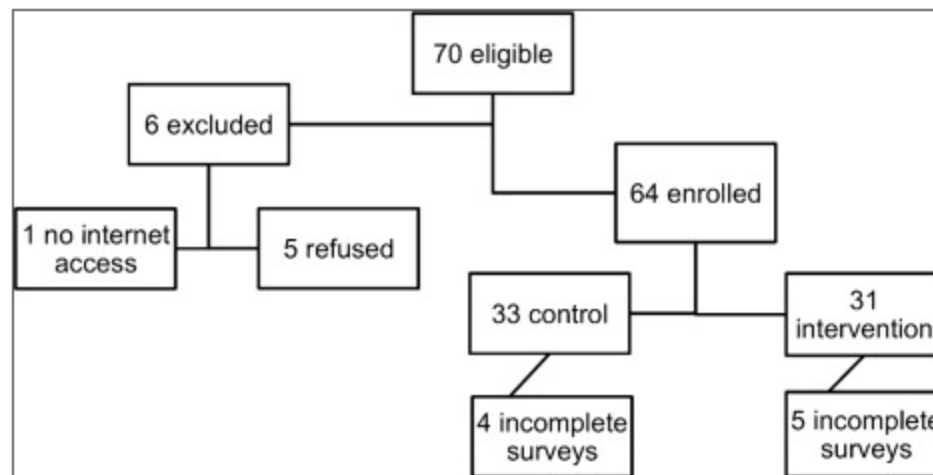 70 eligible
6 excluded
64 enrolled
1 no internet
access
5 refused
33 control
31
intervention
4 incomplete
surveys
5 incomplete
surveys